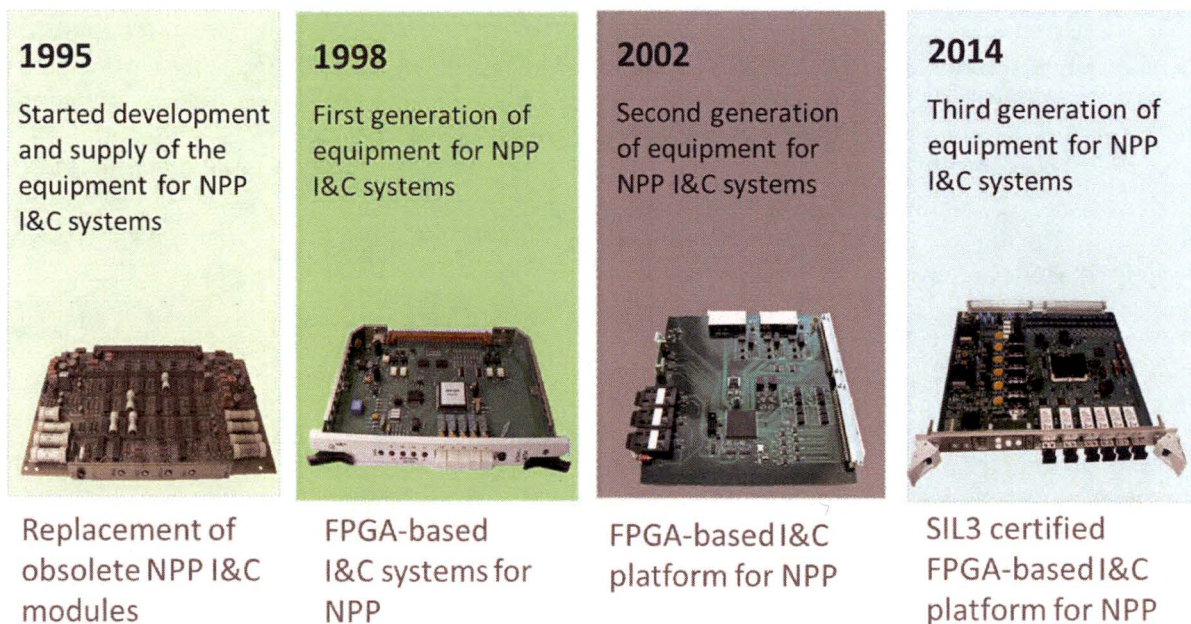 1995
Started development
and supply of the
equipment for NPP
I&C systems
Replacement of
obsolete NPP I&C
modules
1998
First generation of
equipment for NPP
I&C systems
FPGA-based
I&C systems for
NPP
2002
Second generation
of equipment for
NPP I&C systems
FPGA-based I&C
platform for NPP
2014
Third generation of
equipment for NPP
I&C systems
SIL3 certified
FPGA-based I&C
platform for NPP